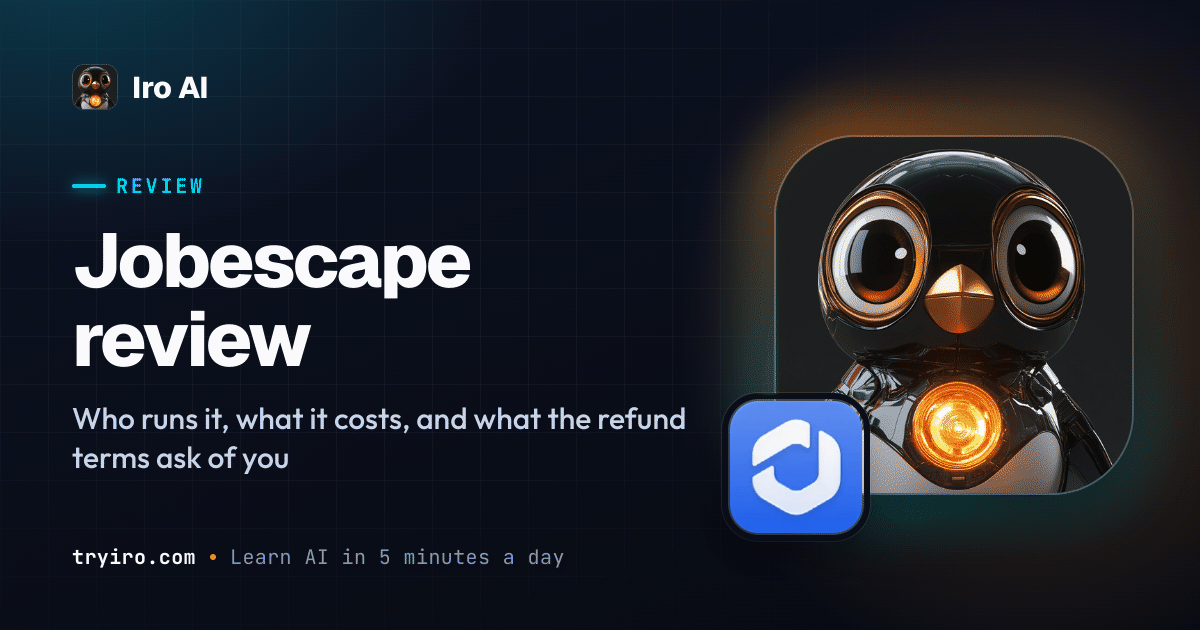 Iro AI
REVIEW
Jobescape
review
Who runs it, what it costs, and what the refund
terms ask of you
tryiro.com • Learn AI in 5 minutes a day